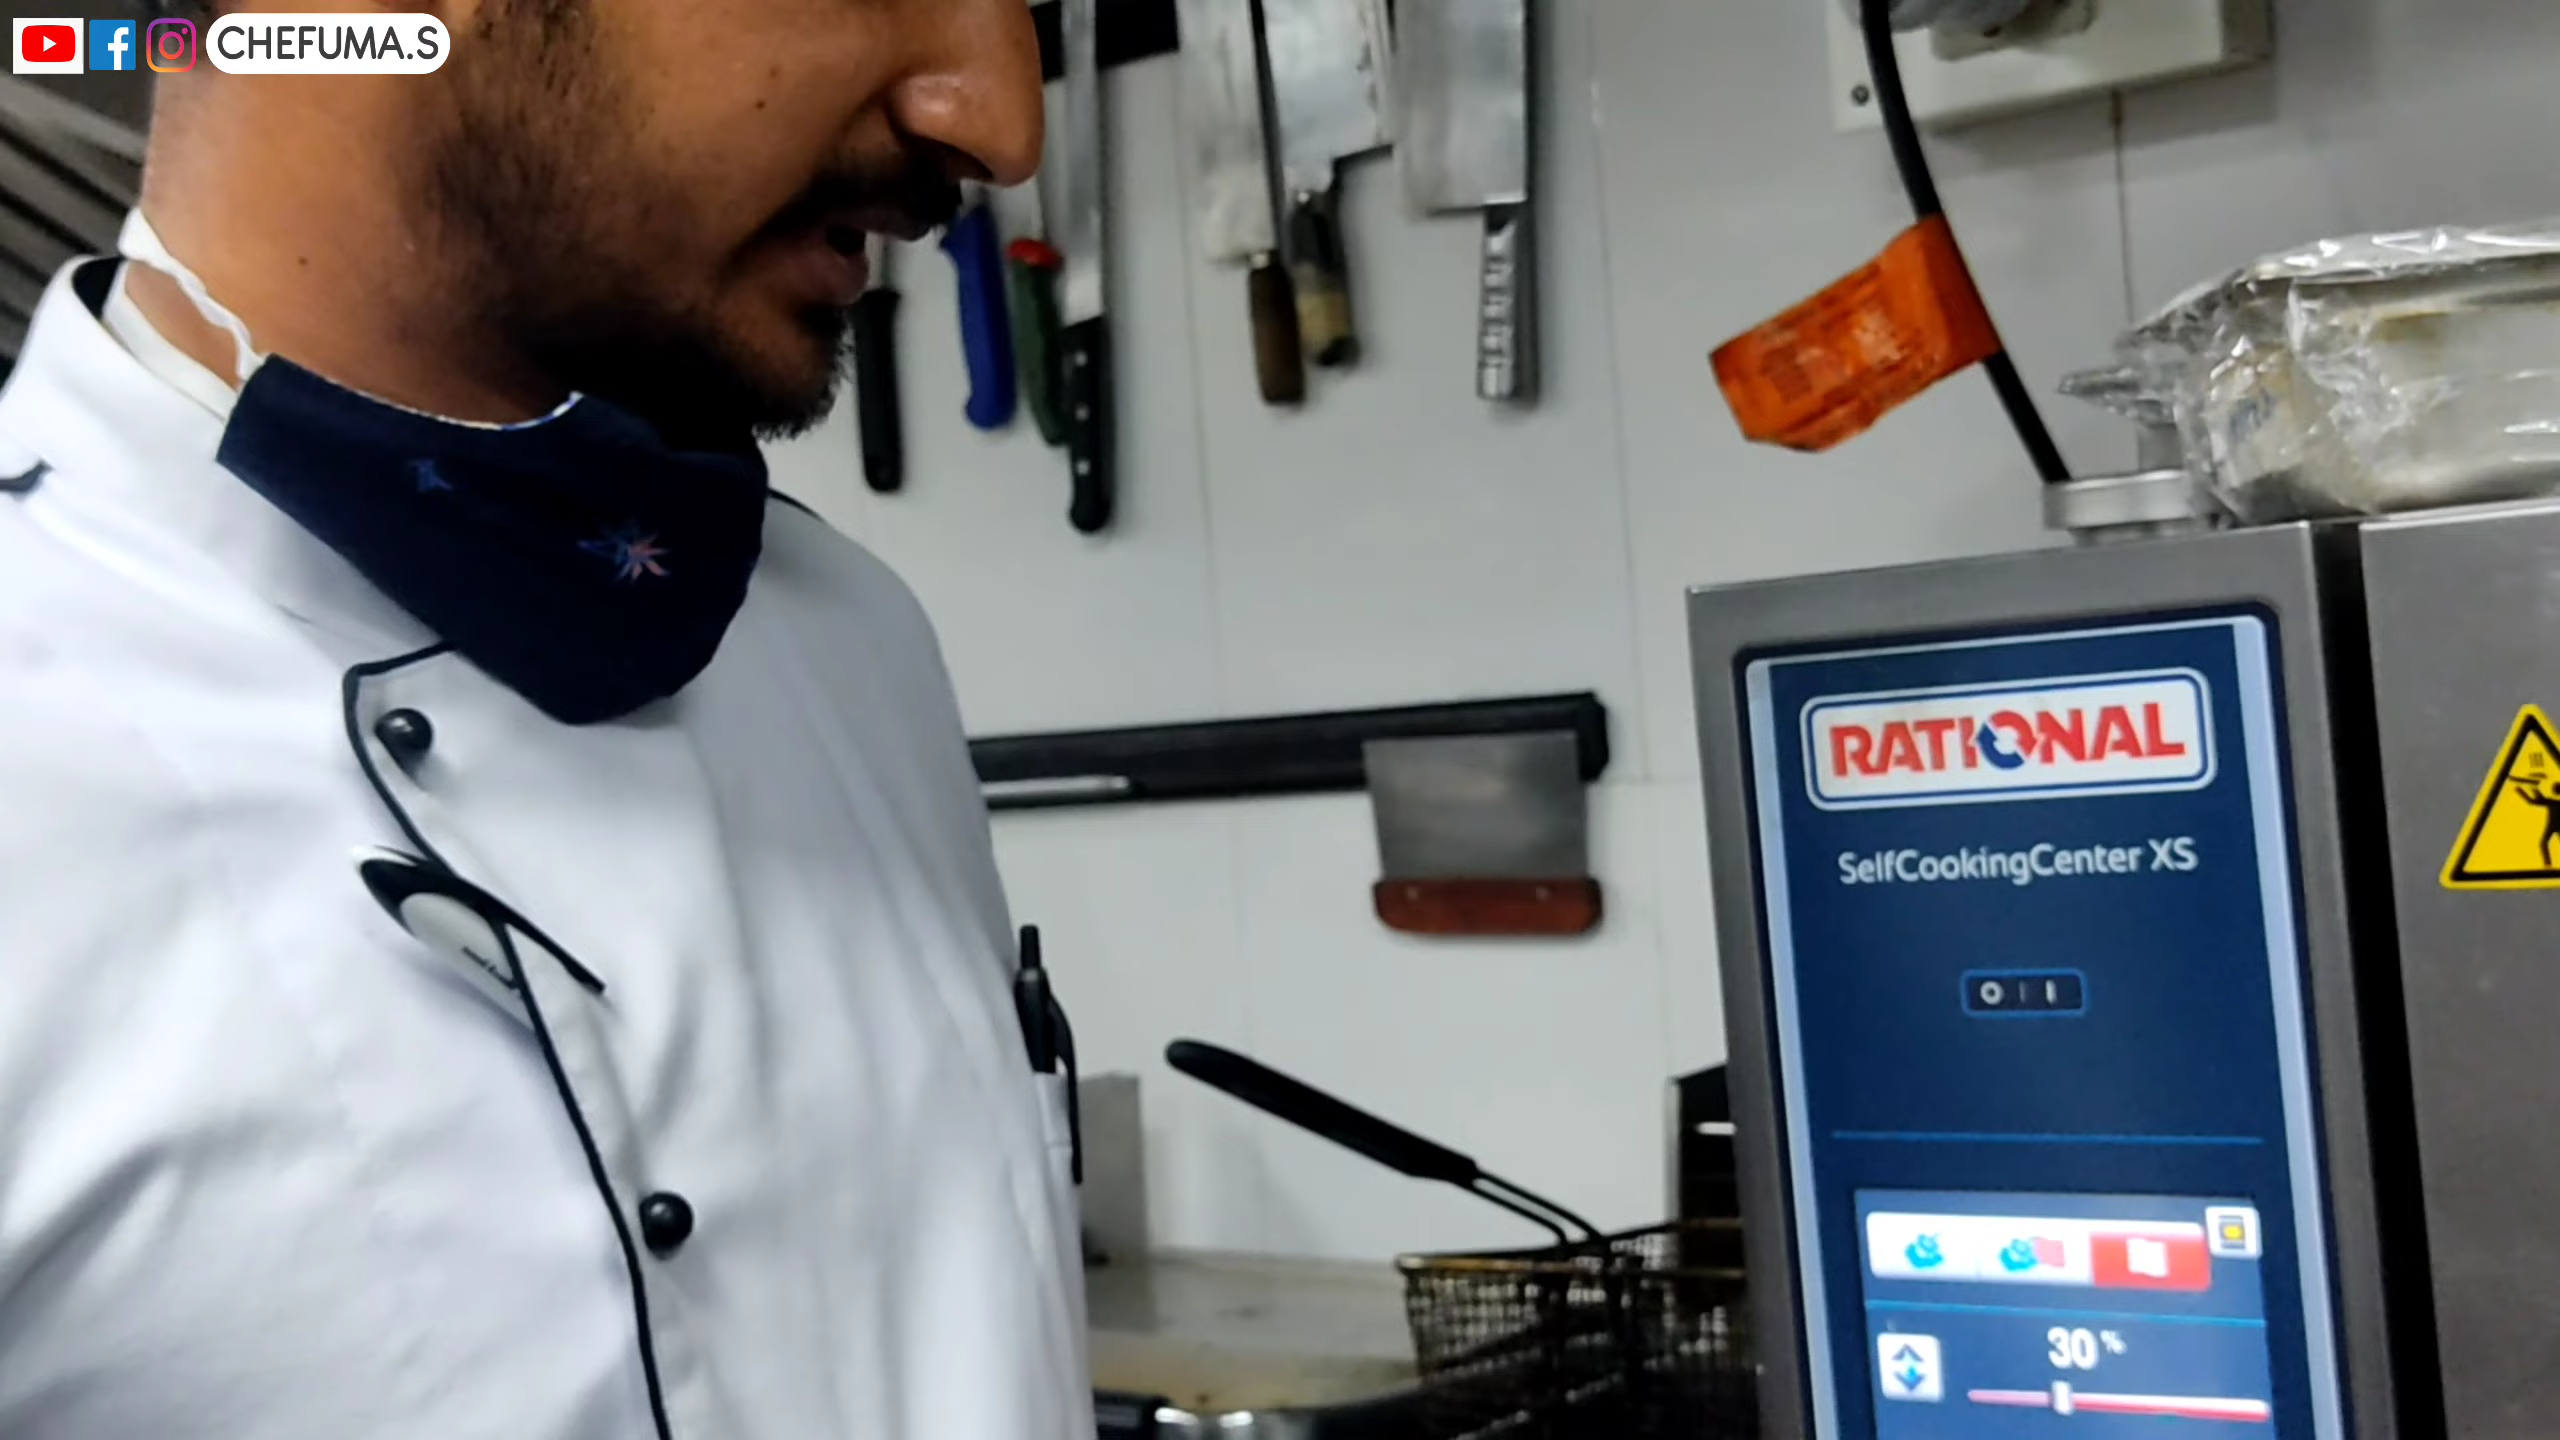 CHEFUMA.S
RATIONAL
SelfCookingCenter XS
O | I
30 %